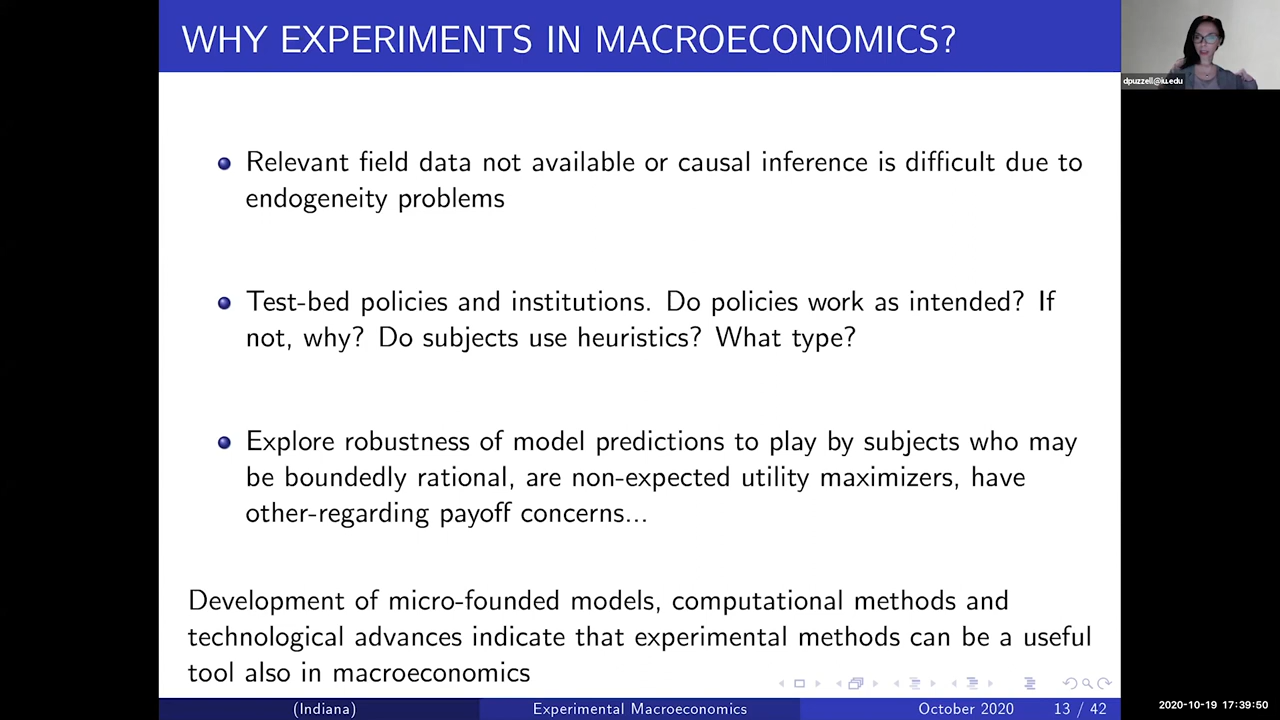 WHY EXPERIMENTS IN MACROECONOMICS?
dpuzzell@iu.edu
Relevant field data not available or causal inference is difficult due to
endogeneity problems
Test-bed policies and institutions. Do policies work as intended? If
not, why? Do subjects use heuristics? What type?
Explore robustness of model predictions to play by subjects who may
be boundedly rational, are non-expected utility maximizers, have
other-regarding payoff concerns...
Development of micro-founded models, computational methods and
technological advances indicate that experimental methods can be a useful
tool also in macroeconomics
(Indiana)
Experimental Macroeconomics
October 2020
13 / 42
2020-10-19 17:39:50